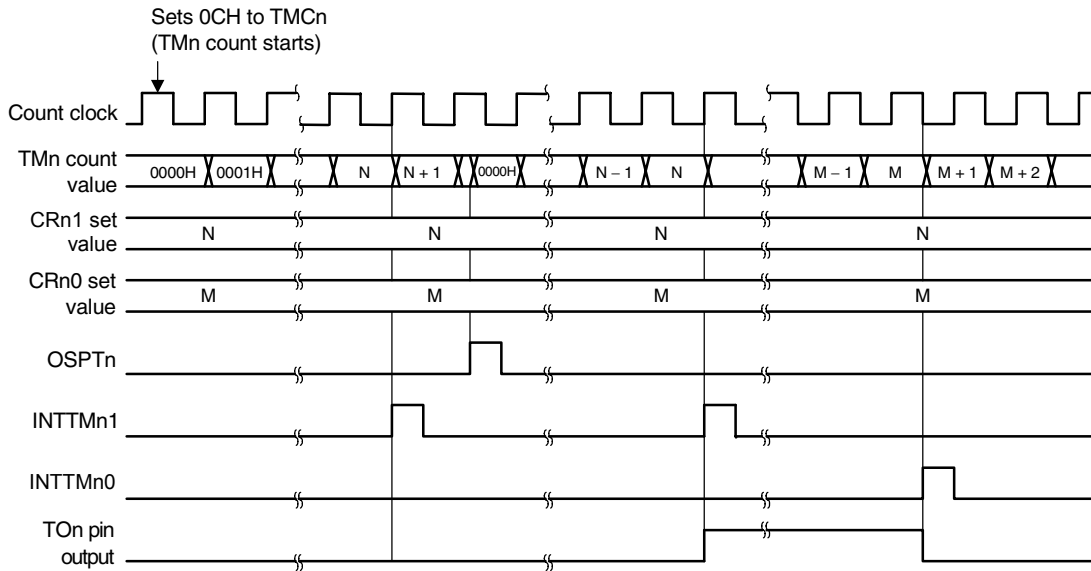 Sets 0CH to TMCn
(TMn count starts)
Count clock
TMn count
value
0000H 0001H N N + 1 0000H N − 1 N M − 1 M M + 1 M + 2
CRn1 set
value
N N N N
CRn0 set
value
M M M M
OSPTn
INTTMn1
INTTMn0
TOn pin
output